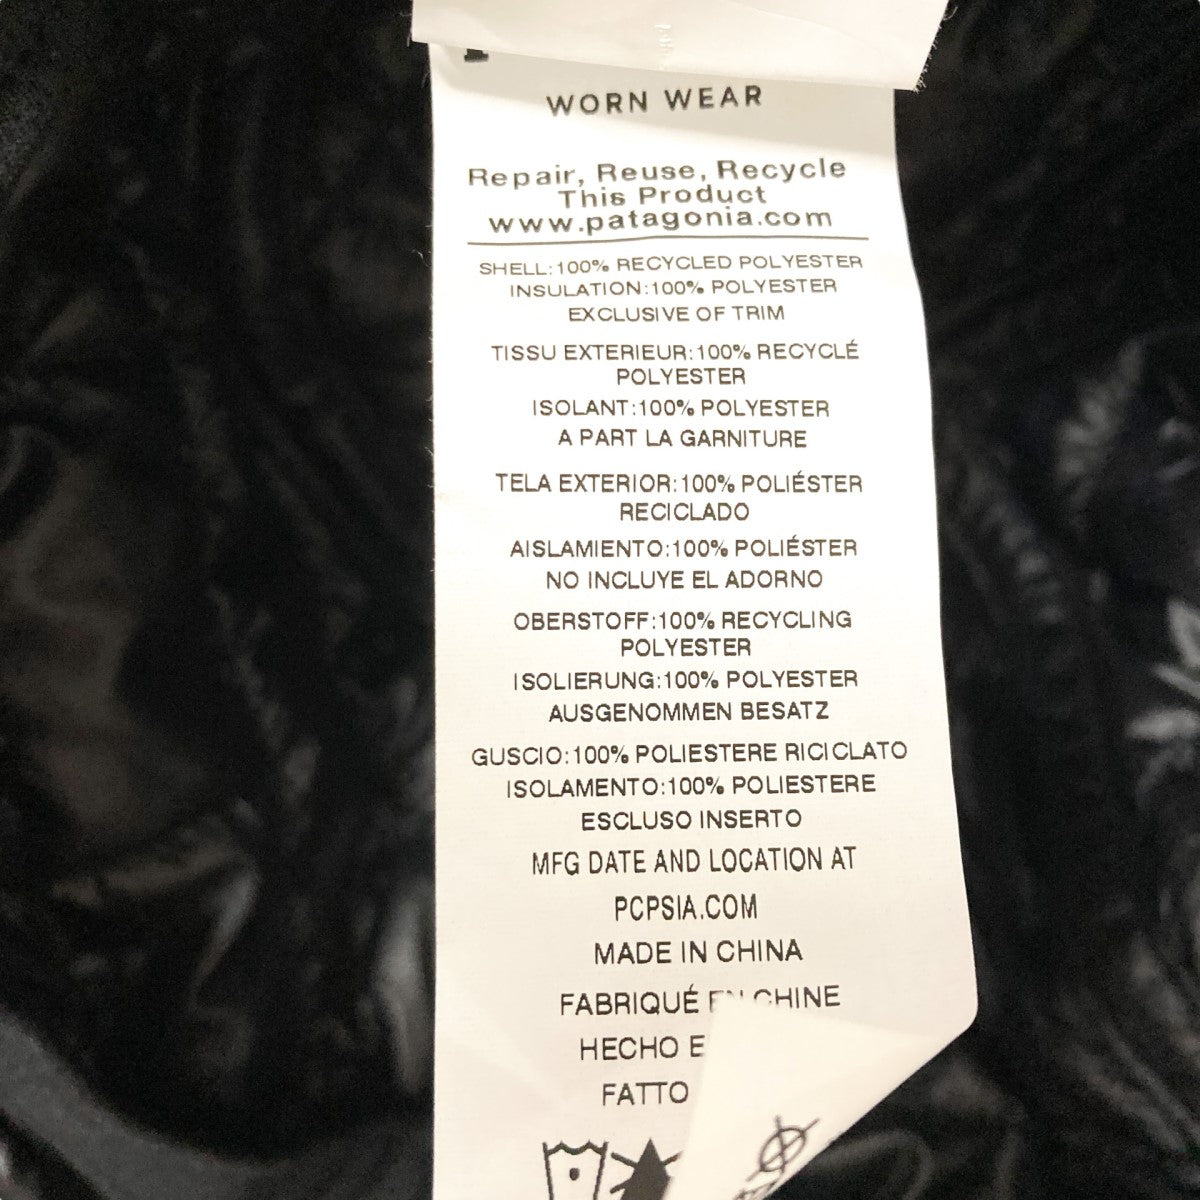 WORN WEAR
Repair, Reuse, Recycle
This Product
www.patagonia.com
SHELL:100% RECYCLED POLYESTER
INSULATION:100% POLYESTER
EXCLUSIVE OF TRIM
TISSU EXTERIEUR:100% RECYCLÉ
POLYESTER
ISOLANT:100% POLYESTER
A PART LA GARNITURE
TELA EXTERIOR:100% POLIÉSTER
RECICLADO
AISLAMIENTO:100% POLIÉSTER
NO INCLUYE EL ADORNO
OBERSTOFF:100% RECYCLING
POLYESTER
ISOLIERUNG:100% POLYESTER
AUSGENOMMEN BESATZ
GUSCIO:100% POLIESTERE RICICLATO
ISOLAMENTO:100% POLIESTERE
ESCLUSO INSERTO
MFG DATE AND LOCATION AT
PCPSIA.COM
MADE IN CHINA
FABRIQUÉ EN CHINE
HECHO E
FATTO